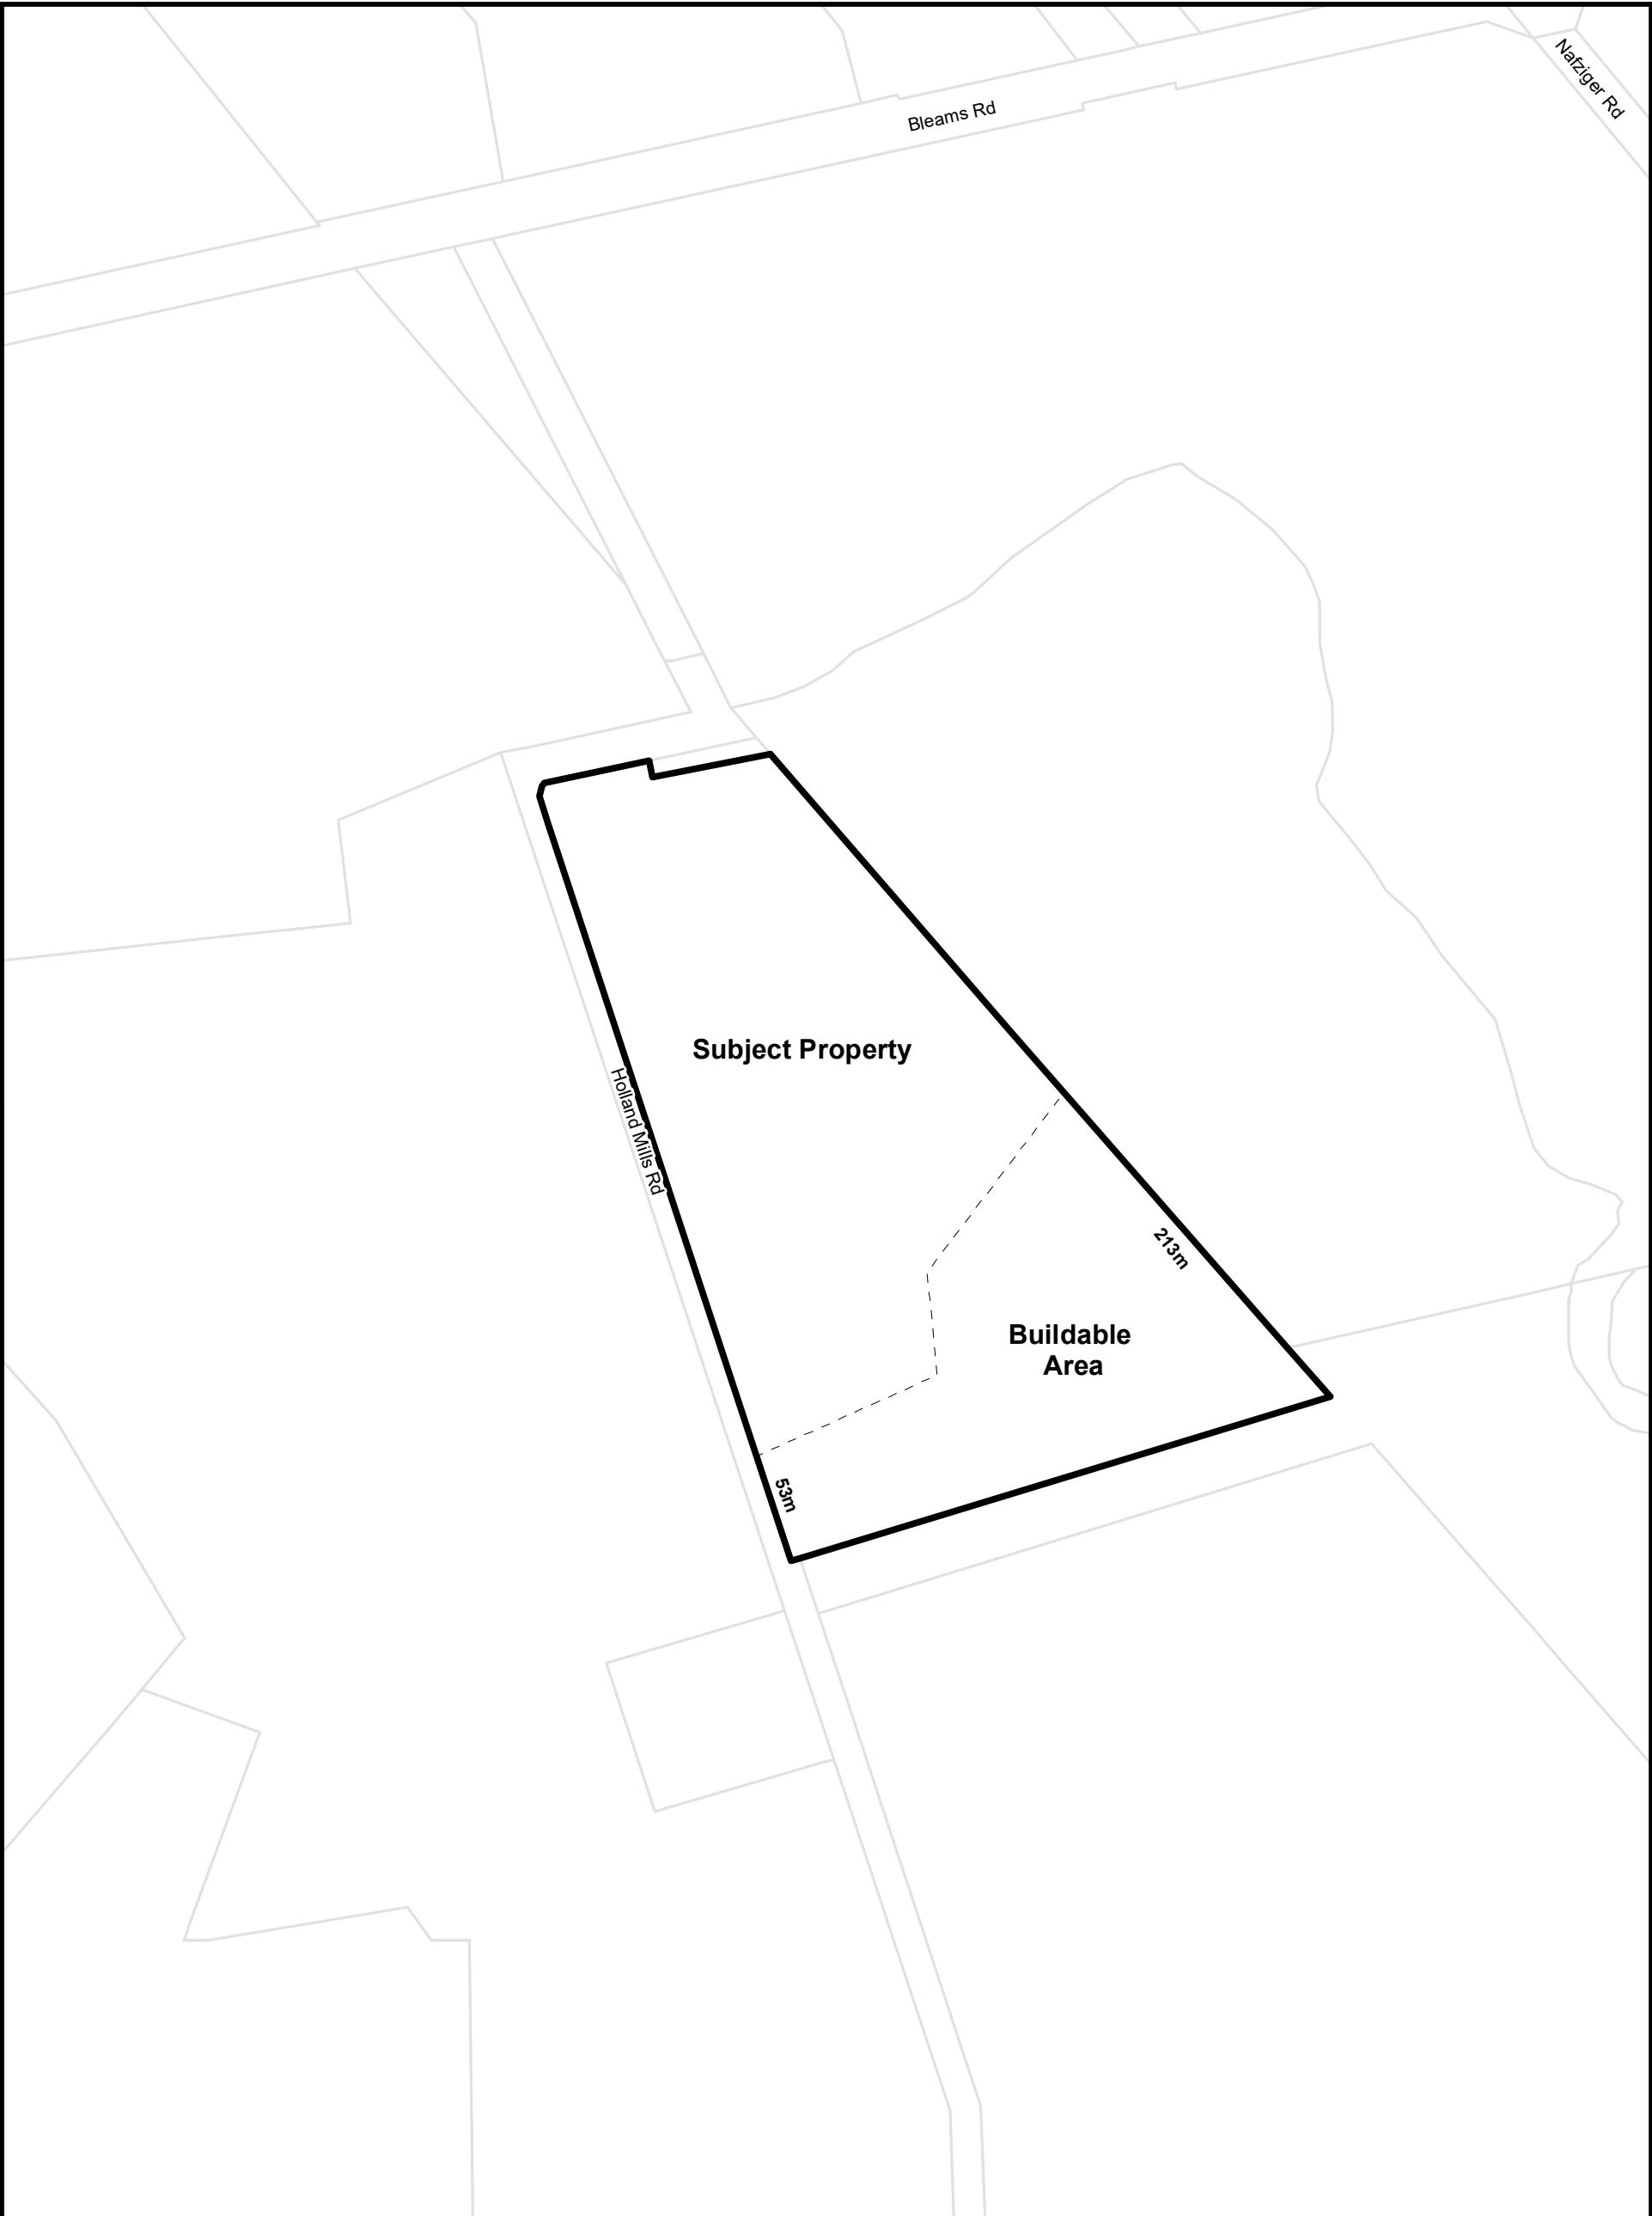 Nafziger Rd
Bleams Rd
Subject Property
Holland Mills Rd
213m
Buildable
Area
53m